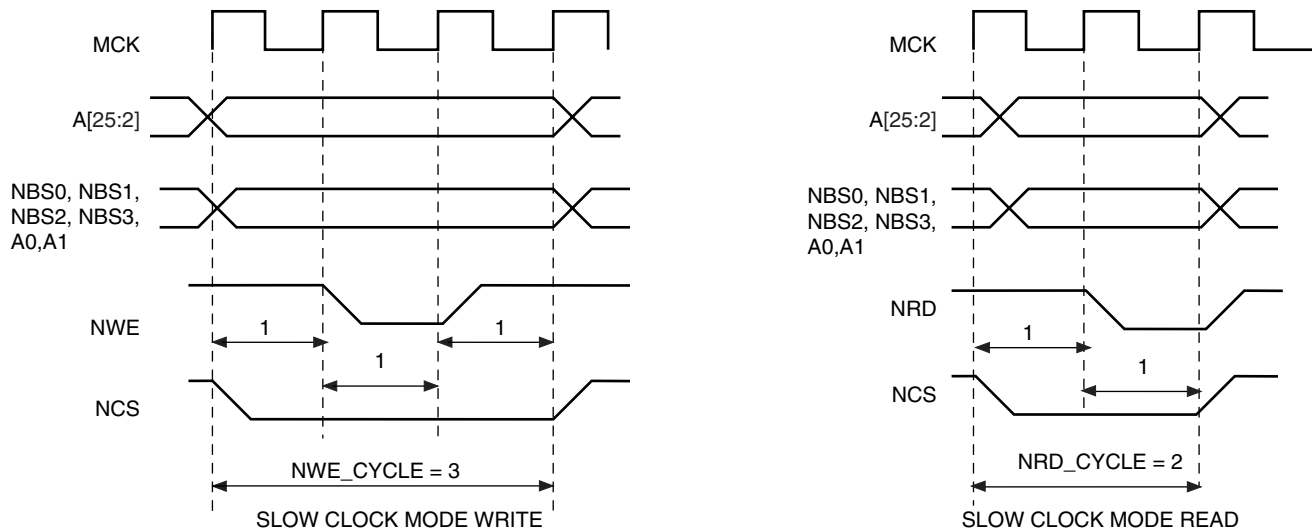 MCK
A[25:2]
NBS0, NBS1,
NBS2, NBS3,
A0,A1
NWE
1
1
1
NCS
NWE_CYCLE = 3
SLOW CLOCK MODE WRITE
MCK
A[25:2]
NBS0, NBS1,
NBS2, NBS3,
A0,A1
NRD
1
1
NCS
NRD_CYCLE = 2
SLOW CLOCK MODE READ